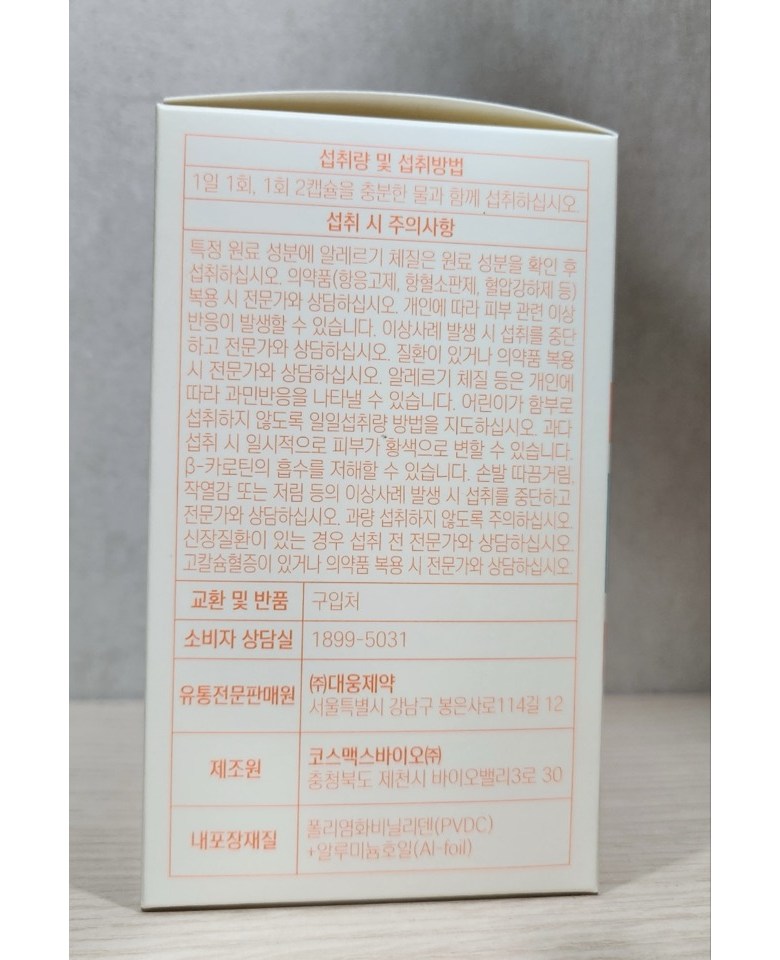 섭취량 및 섭취방법
1일 1회, 1회 2캡슐을 충분한 물과 함께 섭취하십시오.
섭취 시 주의사항
특정 원료 성분에 알레르기 체질은 원료 성분을 확인 후
섭취하십시오. 의약품(항응고제, 항혈소판제, 혈압강하제 등)
복용 시 전문가와 상담하십시오. 개인에 따라 피부 관련 이상
반응이 발생할 수 있습니다. 이상사례 발생 시 섭취를 중단
하고 전문가와 상담하십시오. 질환이 있거나 의약품 복용
시 전문가와 상담하십시오. 알레르기 체질 등은 개인에
따라 과민반응을 나타낼 수 있습니다. 어린이가 함부로
섭취하지 않도록 일일섭취량 방법을 지도하십시오. 과다
섭취 시 일시적으로 피부가 황색으로 변할 수 있습니다.
β-카로틴의 흡수를 저해할 수 있습니다. 손발 따끔거림,
작열감 또는 저림 등의 이상사례 발생 시 섭취를 중단하고
전문가와 상담하십시오. 과량 섭취하지 않도록 주의하십시오
신장질환이 있는 경우 섭취 전 전문가와 상담하십시오.
고칼슘혈증이 있거나 의약품 복용 시 전문가와 상담하십시오
교환 및 반품 구입처
소비자 상담실 1899-5031
유통전문판매원 ㈜대웅제약
서울특별시 강남구 봉은사로114길 12
제조원 코스맥스바이오㈜
충청북도 제천시 바이오밸리3로 30
내포장재질 폴리염화비닐리덴(PVDC)
+알루미늄호일(Al-foil)